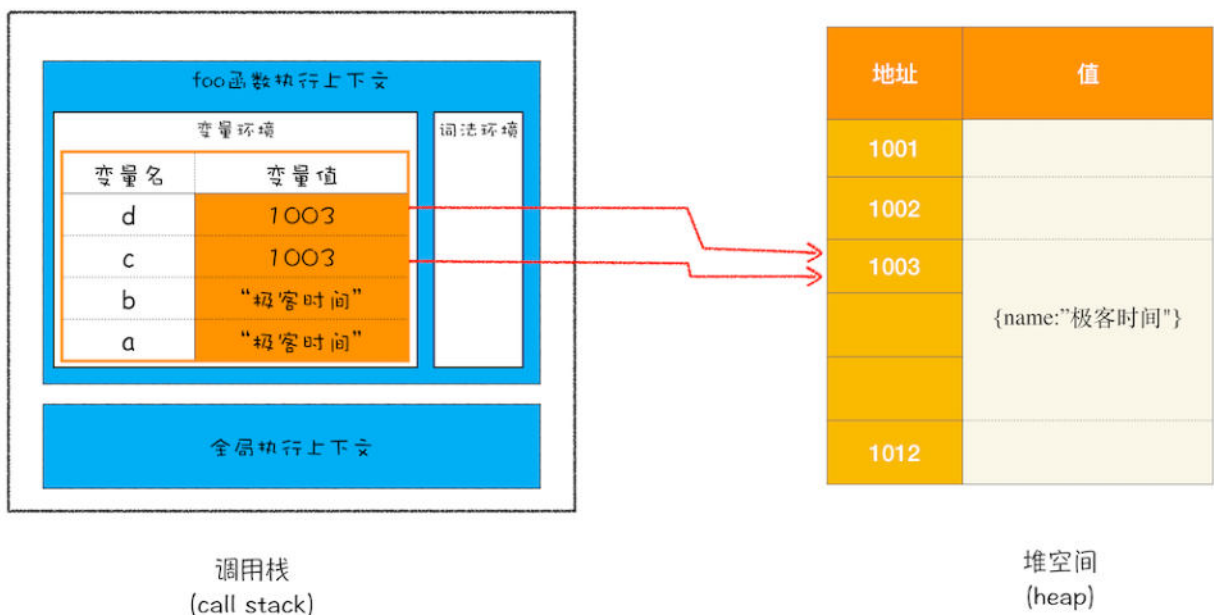 foo函数执行上下文
变量环境
词法环境
变量名 变量值
d 1003
c 1003
b “极客时间”
a “极客时间”
全局执行上下文
调用栈
(call stack)
地址 值
1001
1002
1003
{name:”极客时间"}
1012
堆空间
(heap)